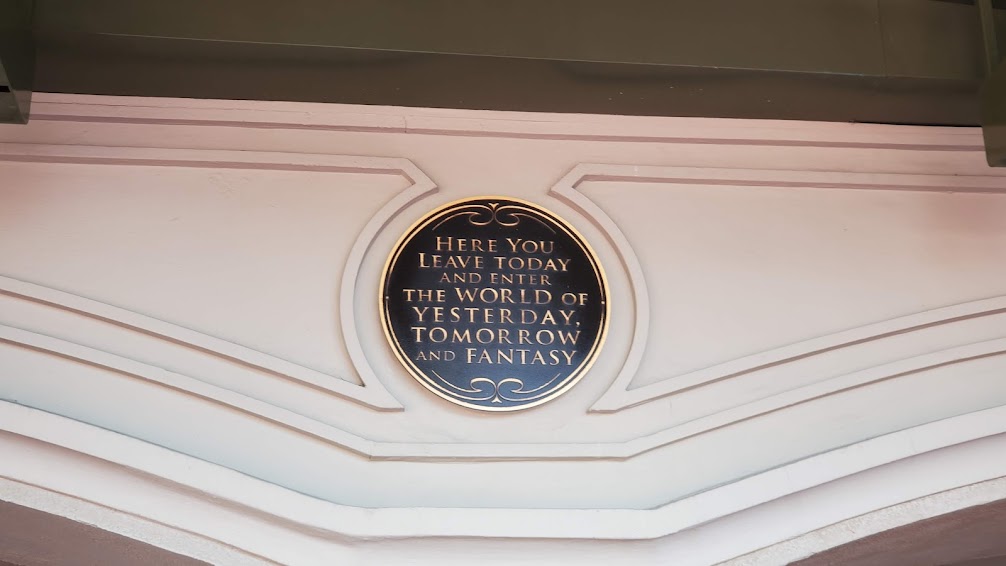 HERE YOU
LEAVE TODAY
AND ENTER
THE WORLD OF
YESTERDAY,
TOMORROW
AND FANTASY